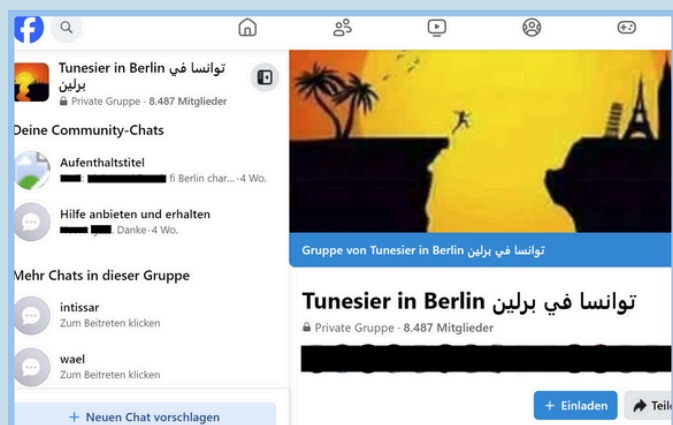 Tunesier in Berlin توانسا في
برلين
Private Gruppe · 8.487 Mitglieder
Deine Community-Chats
Aufenthaltstitel
fi Berlin char... · 4 Wo.
Hilfe anbieten und erhalten
. Danke · 4 Wo.
Mehr Chats in dieser Gruppe
intissar
Zum Beitreten klicken
wael
Zum Beitreten klicken
+ Neuen Chat vorschlagen
Gruppe von Tunesier in Berlin توانسا في برلين
Tunesier in Berlin توانسا في برلين
Private Gruppe · 8.487 Mitglieder
+ Einladen